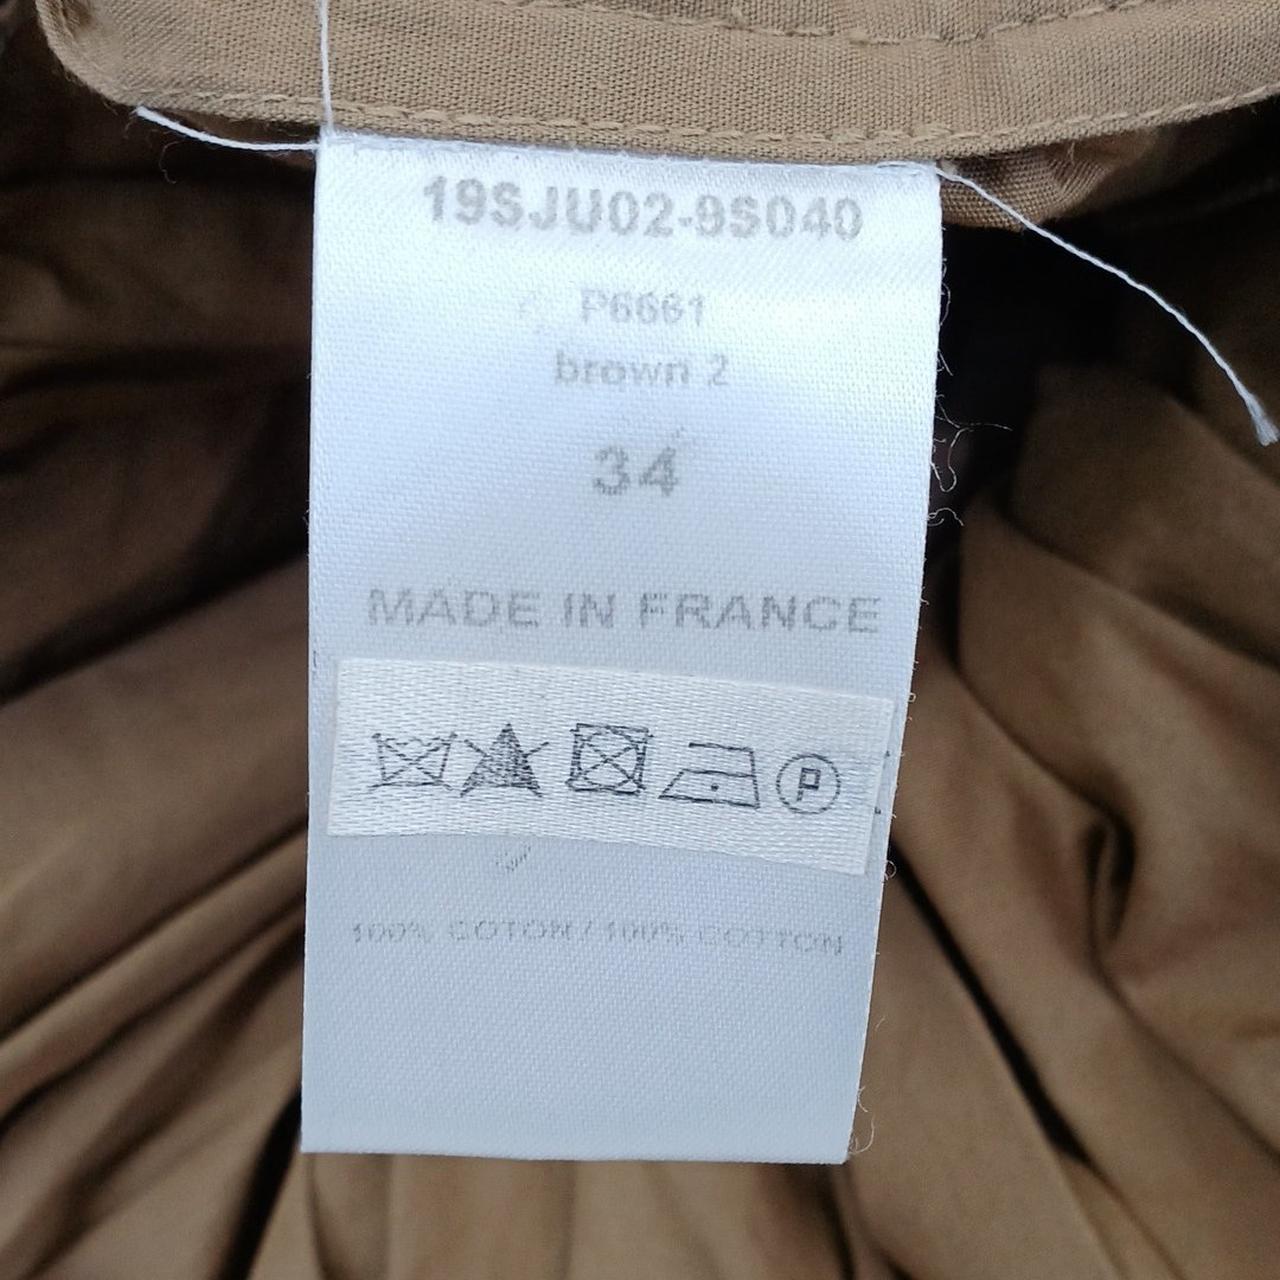 19SJU02-9S040
P6661
brown 2
34
MADE IN FRANCE
P
100% COTON / 100% COTTON